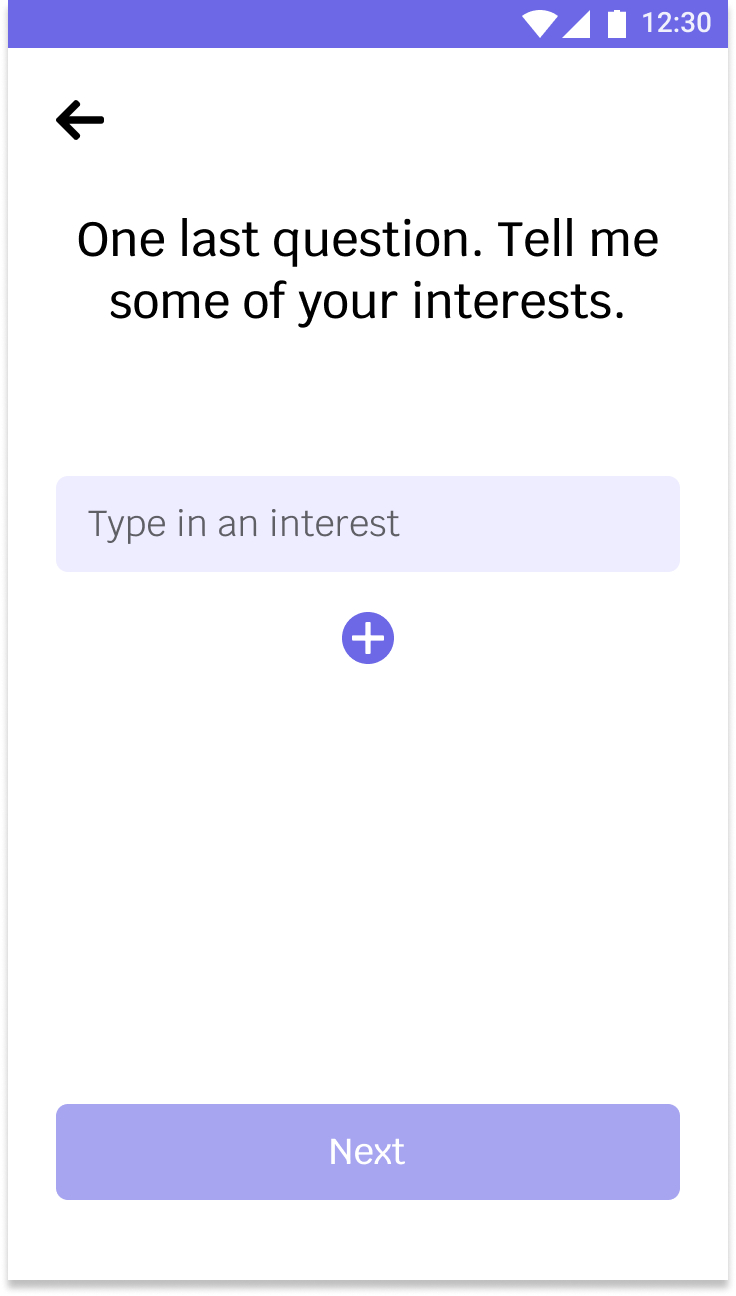 12:30
One last question. Tell me
some of your interests.
Type in an interest
Next